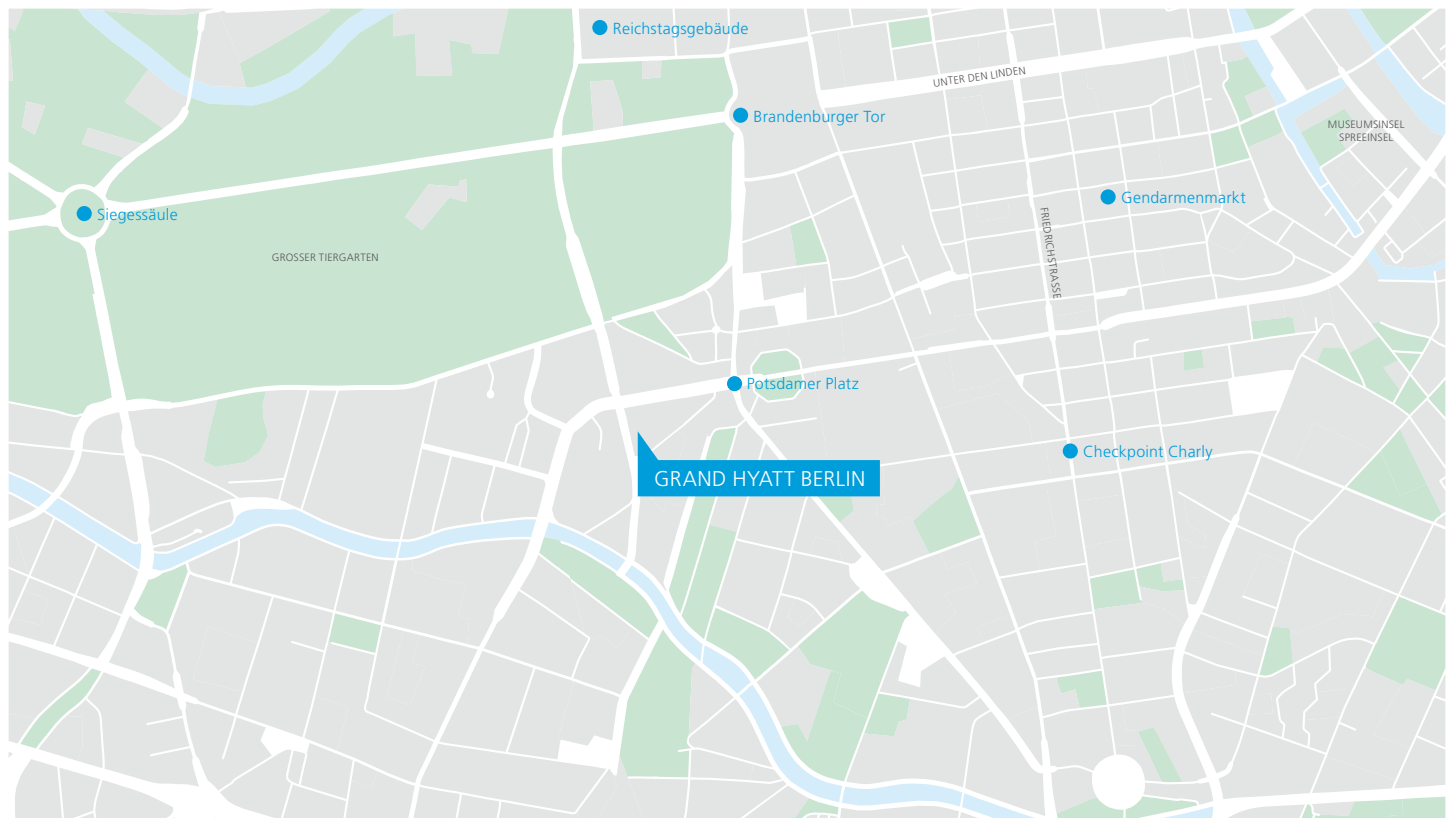 Reichstagsgebäude
UNTER DEN LINDEN
Brandenburger Tor
MUSEUMSINSEL
SPREEINSEL
Gendarmenmarkt
Siegessäule
FRIEDRICHSTRASSE
GROSSER TIERGARTEN
Potsdamer Platz
Checkpoint Charly
GRAND HYATT BERLIN